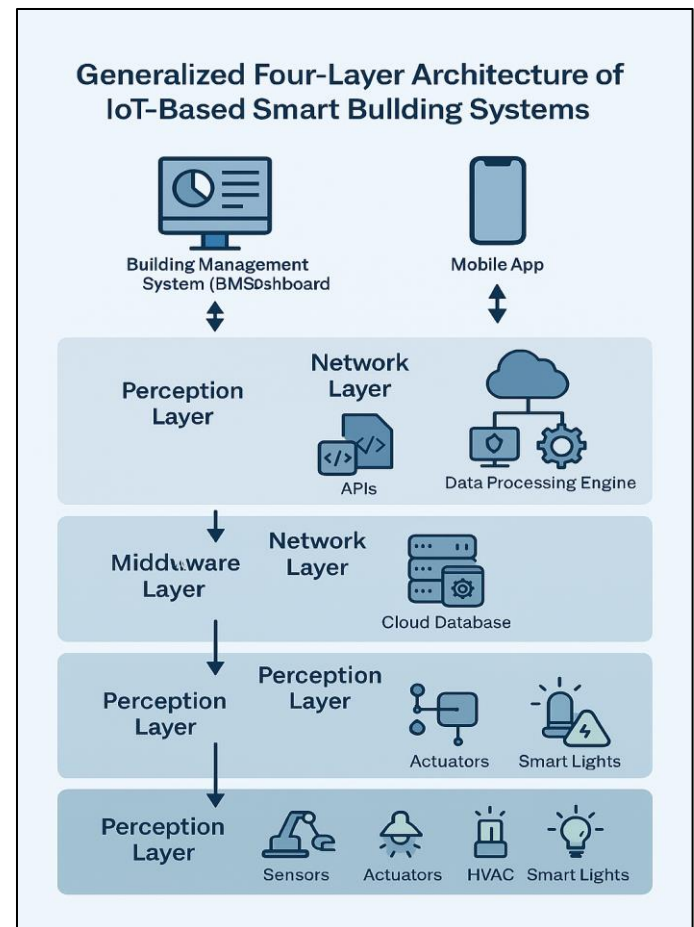 Generalized Four-Layer Architecture of
IoT-Based Smart Building Systems
Building Management
System (BMSDshboard
Mobile App
Perception
Layer
Network
Layer
</>
</>
APIs
Data Processing Engine
Middleware
Layer
Network
Layer
Cloud Database
Perception
Layer
Perception
Layer
Actuators
Smart Lights
Perception
Layer
Sensors
Actuators
HVAC
Smart Lights